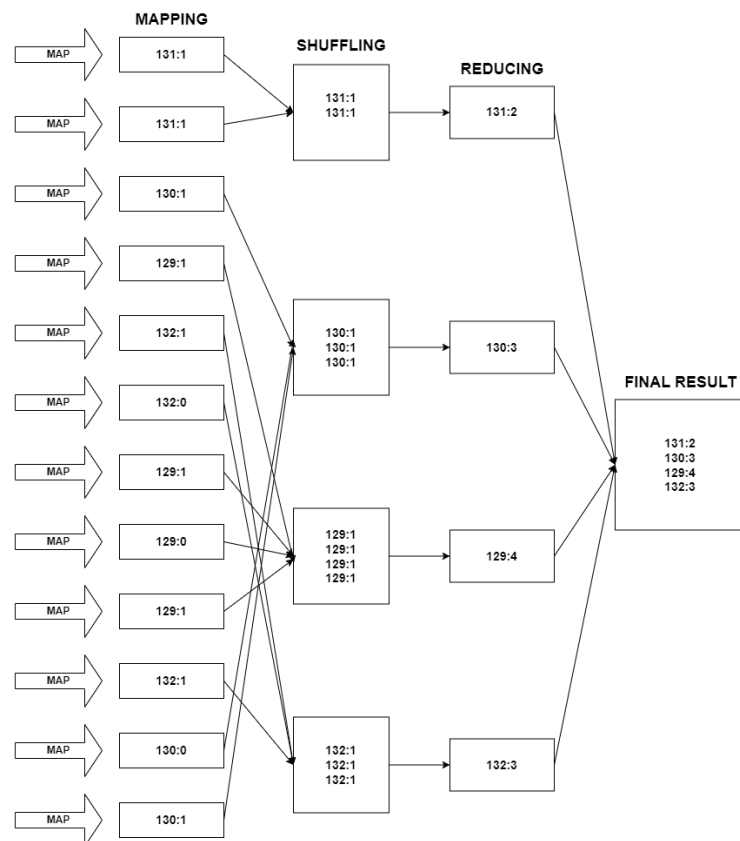 MAPPING
SHUFFLING
REDUCING
FINAL RESULT
MAP
131:1
MAP
131:1
MAP
130:1
MAP
129:1
MAP
132:1
MAP
132:0
MAP
129:1
MAP
129:0
MAP
129:1
MAP
132:1
MAP
130:0
MAP
130:1
131:1
131:1
130:1
130:1
130:1
129:1
129:1
129:1
129:1
132:1
132:1
132:1
131:2
130:3
129:4
132:3
131:2
130:3
129:4
132:3